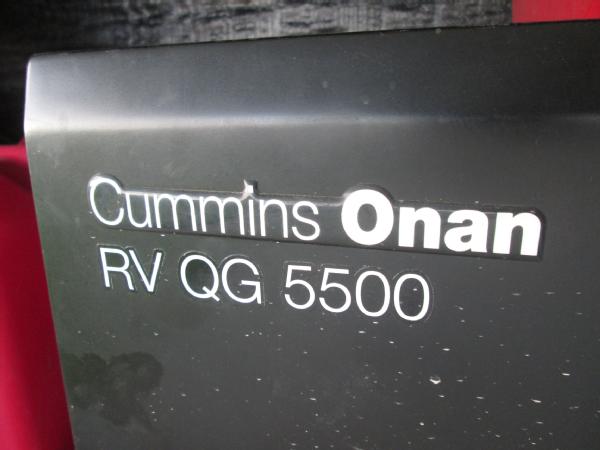 Cummins Onan
RV QG 5500